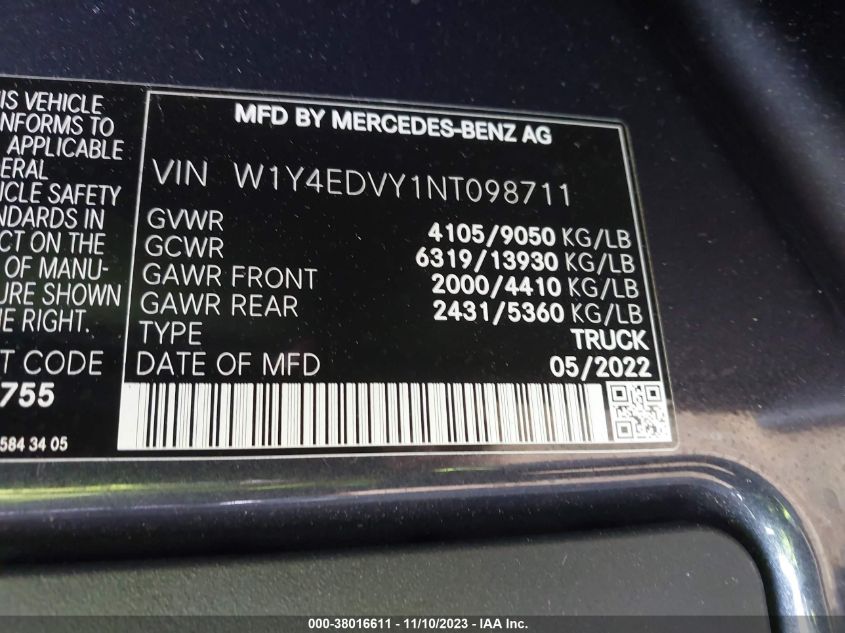 IS VEHICLE
NFORMS TO
APPLICABLE
ERAL
ICLE SAFETY
NDARDS IN
CT ON THE
OF MANU-
URE SHOWN
E RIGHT.
T CODE
755
584 34 05
MFD BY MERCEDES-BENZ AG
VIN W1Y4EDVY1NT098711
GVWR 4105/9050 KG/LB
GCWR 6319/13930 KG/LB
GAWR FRONT 2000/4410 KG/LB
GAWR REAR 2431/5360 KG/LB
TYPE TRUCK
DATE OF MFD 05/2022
000-38016611 - 11/10/2023 - IAA Inc.